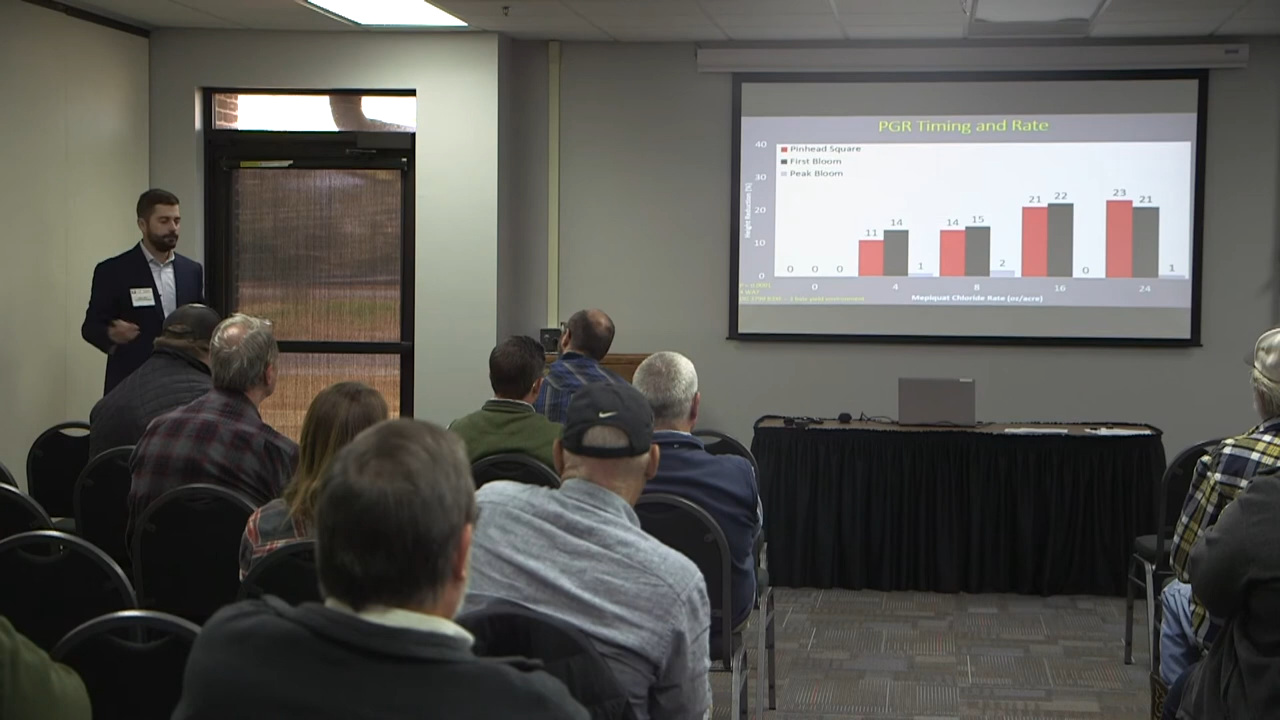 PGR Timing and Rate
Pinhead Square
First Bloom
Peak Bloom
40
30
20
10
0
Height Reduction (%)
0 0 0
11 14 1
14 15 2
21 22 0
23 21 1
0 4 8 16 24
Mepiquat Chloride Rate (oz/acre)